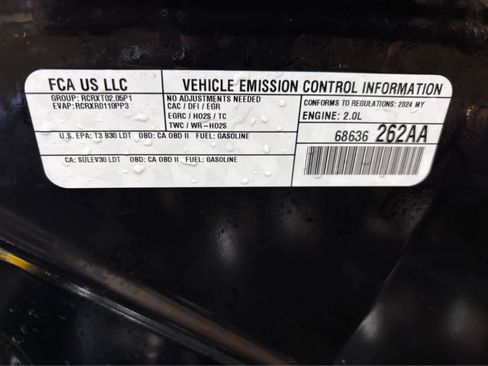 FCA US LLC
VEHICLE EMISSION CONTROL INFORMATION
GROUP: RCRXT02.05P1
EVAP: RCRXR0110PP3
NO ADJUSTMENTS NEEDED
CAC / DFI / EGR
EGRC / HO2S / TC
TWC / WR-HO2S
CONFORMS TO REGULATIONS: 2024 MY
ENGINE: 2.0L
U.S. EPA: T3 B30 LDT OBD: CA OBD II FUEL: GASOLINE
68636 262AA
CA: SULEV30 LDT OBD: CA OBD II FUEL: GASOLINE